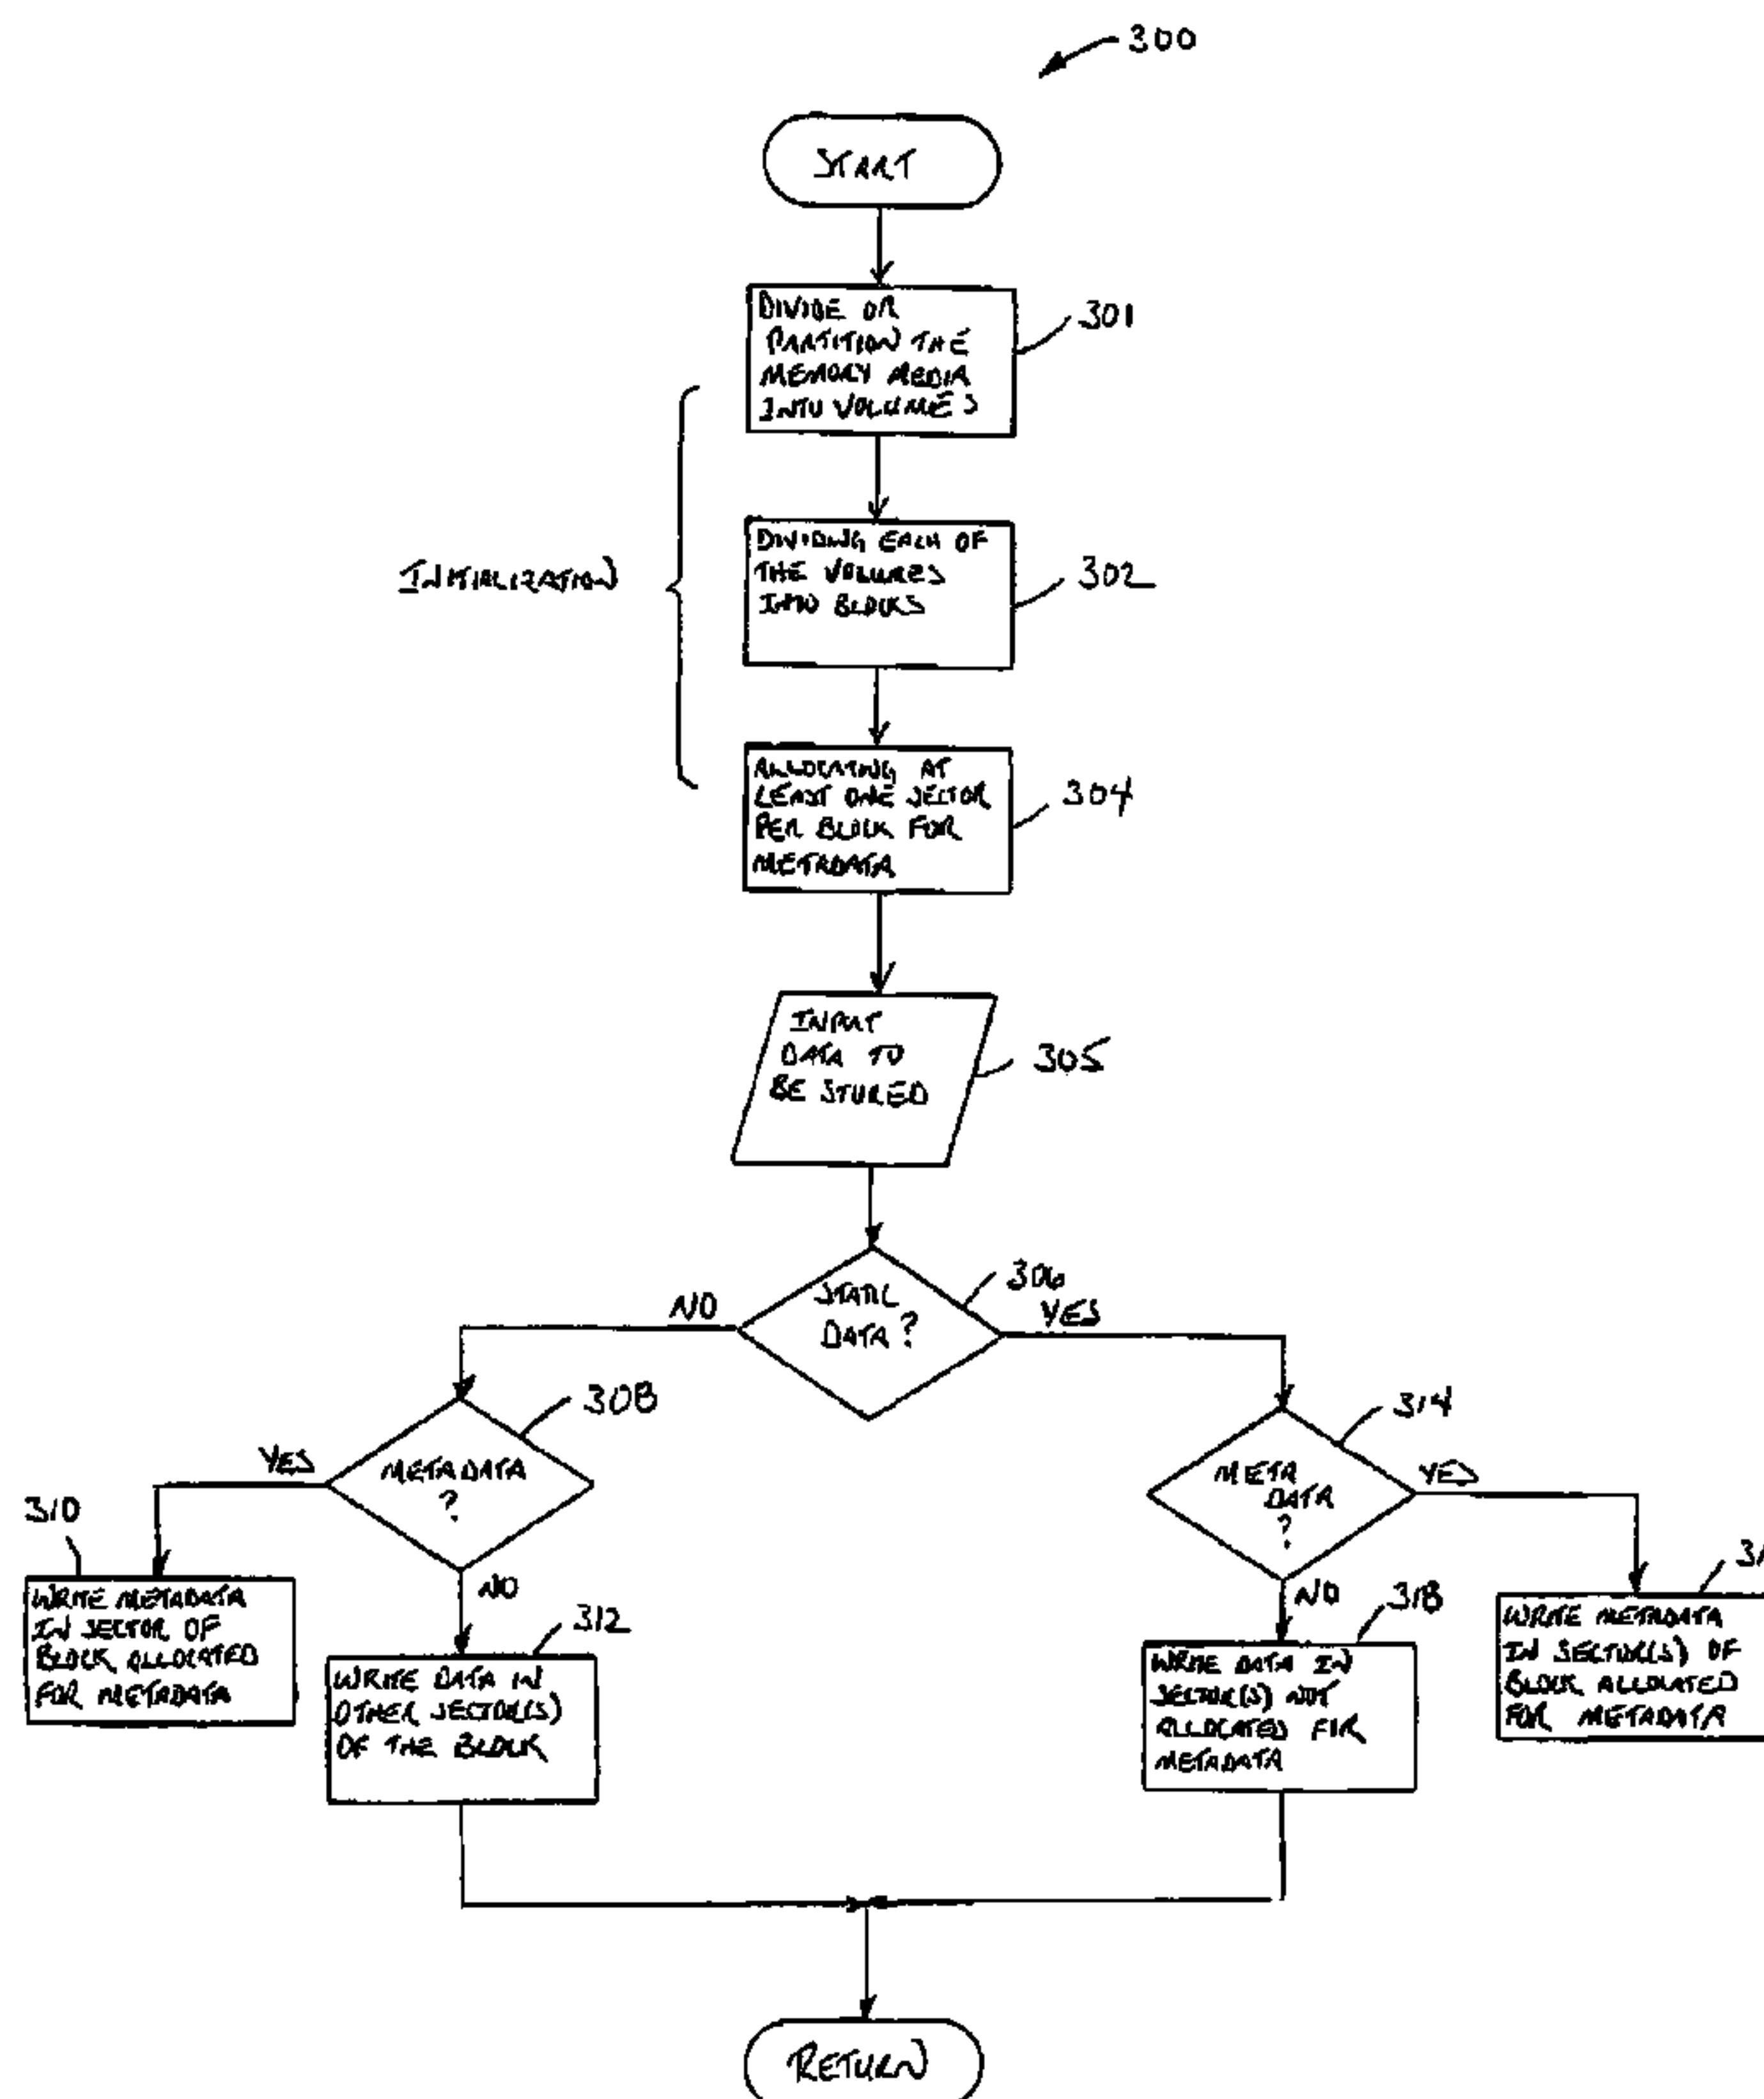 300
START
DIVIDE OR
PARTITION THE
MEMORY MEDIA
INTO VOLUMES
301
INITIALIZATION
DIVIDING EACH OF
THE VOLUMES
INTO BLOCKS
302
ALLOCATING AT
LEAST ONE SECTOR
PER BLOCK FOR
METADATA
304
INPUT
DATA TO
BE STORED
305
STATIC
DATA?
306
NO
YES
METADATA
?
308
YES
NO
META
DATA
?
314
YES
NO
310
WRITE METADATA
IN SECTOR OF
BLOCK ALLOCATED
FOR METADATA
312
WRITE DATA IN
OTHER SECTOR(S)
OF THE BLOCK
318
WRITE DATA IN
SECTOR(S) NOT
ALLOCATED FOR
METADATA
WRITE METADATA
IN SECTOR(S) OF
BLOCK ALLOCATED
FOR METADATA
RETURN